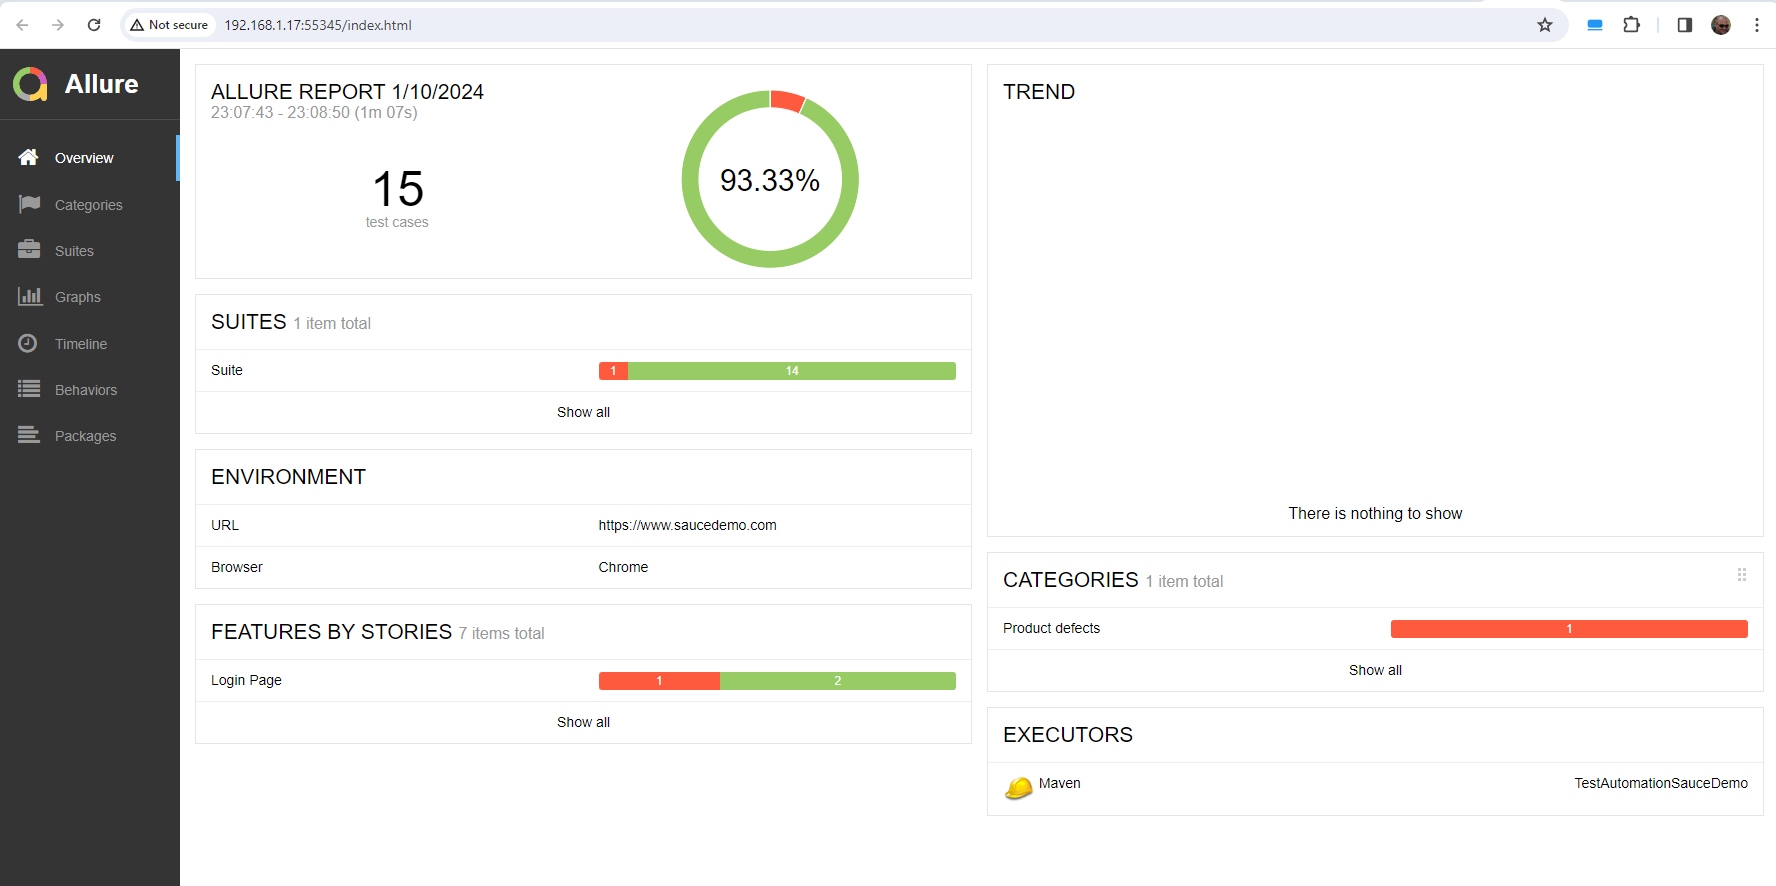 Not secure 192.168.1.17:55345/index.html
Allure
Overview
Categories
Suites
Graphs
Timeline
Behaviors
Packages
ALLURE REPORT 1/10/2024
23:07:43 - 23:08:50 (1m 07s)
15
test cases
93.33%
SUITES 1 item total
Suite 1 14
Show all
ENVIRONMENT
URL https://www.saucedemo.com
Browser Chrome
FEATURES BY STORIES 7 items total
Login Page 1 2
Show all
TREND
There is nothing to show
CATEGORIES 1 item total
Product defects 1
Show all
EXECUTORS
Maven TestAutomationSauceDemo